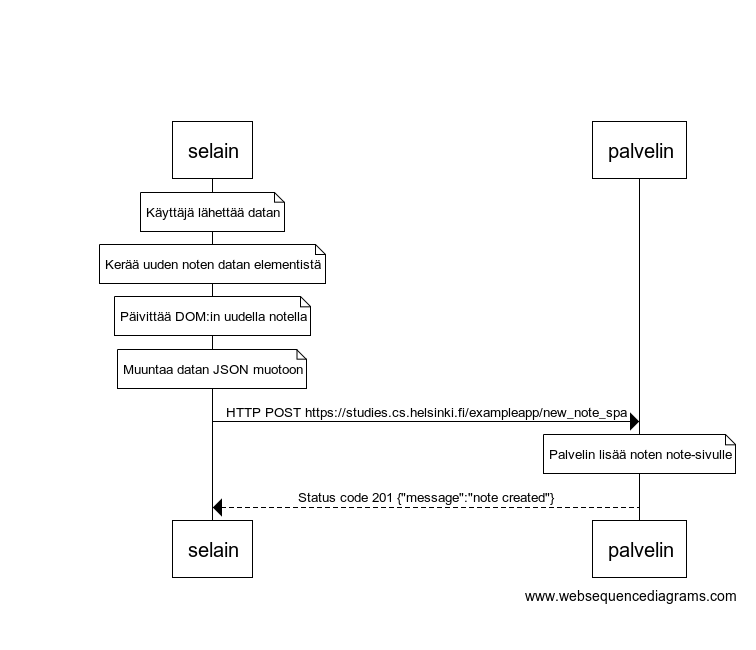 selain
palvelin
Käyttäjä lähettää datan
Kerää uuden noten datan elementistä
Päivittää DOM:in uudella notella
Muuntaa datan JSON muotoon
HTTP POST https://studies.cs.helsinki.fi/exampleapp/new_note_spa
Palvelin lisää noten note-sivulle
Status code 201 {"message":"note created"}
selain
palvelin
www.websequencediagrams.com